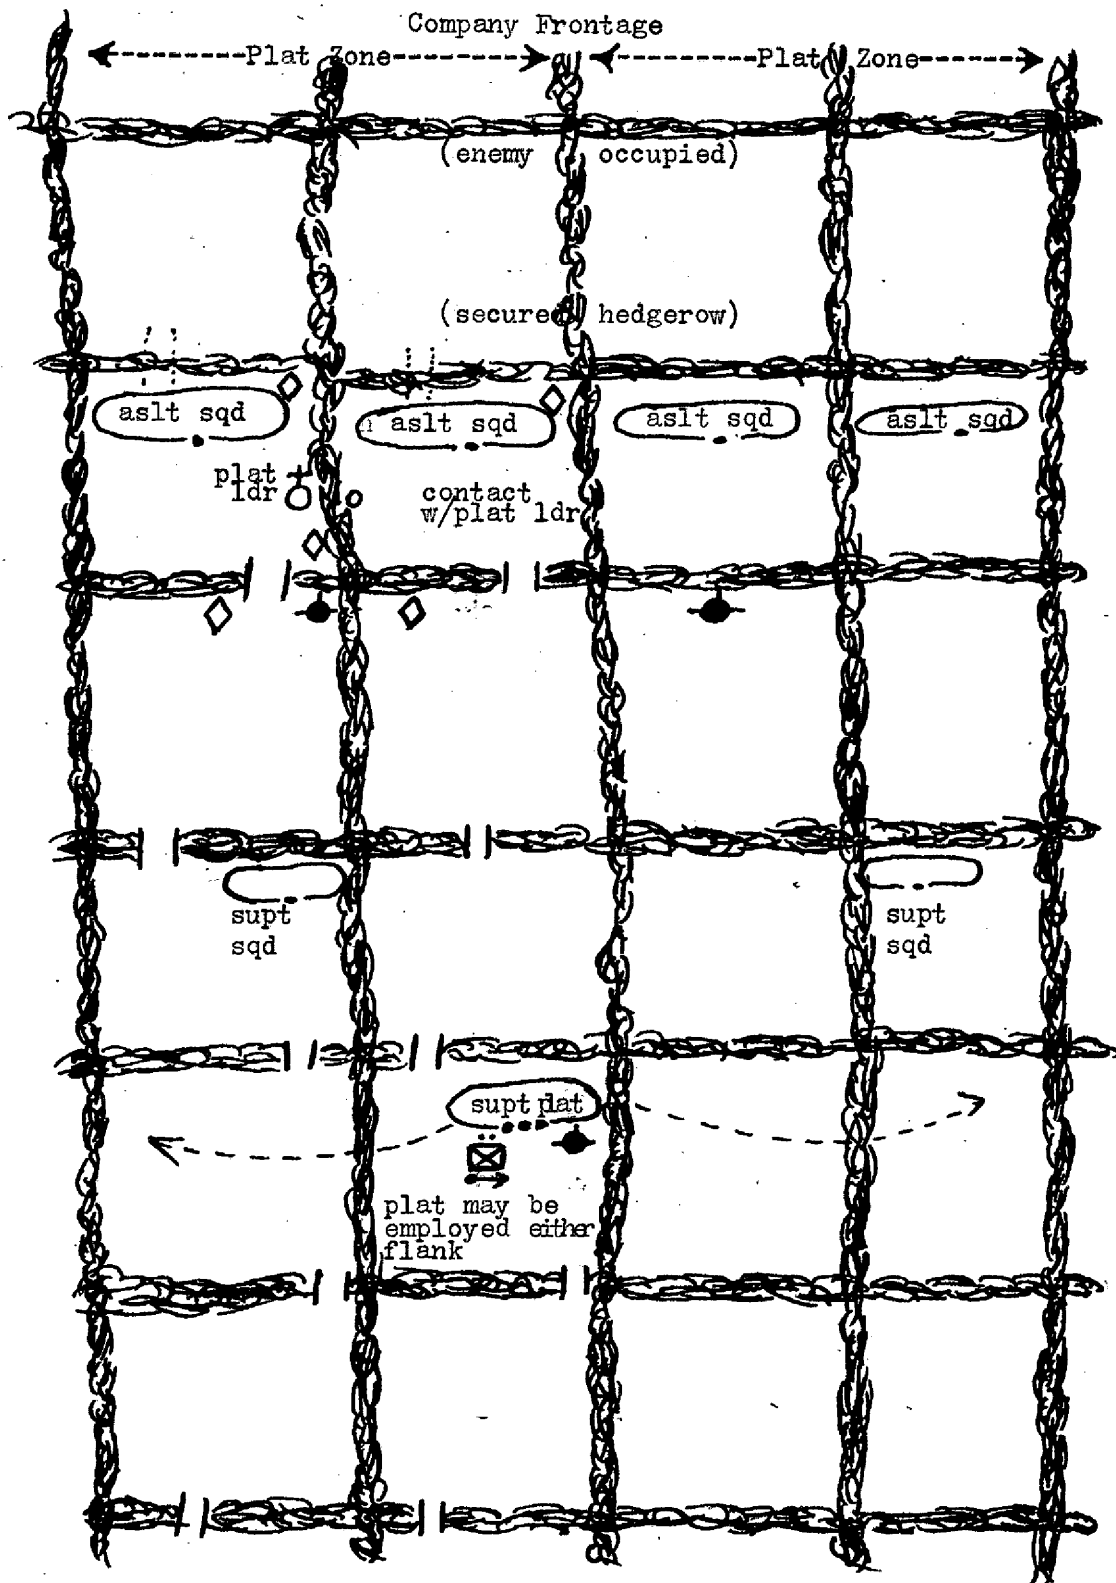 Company Frontage
Plat Zone Plat Zone
(enemy occupied)
(secured hedgerow)
aslt sqd aslt sqd aslt sqd aslt sqd
plat
ldr
contact
w/plat ldr
supt
sqd
supt
sqd
supt plat
plat may be
employed either
flank